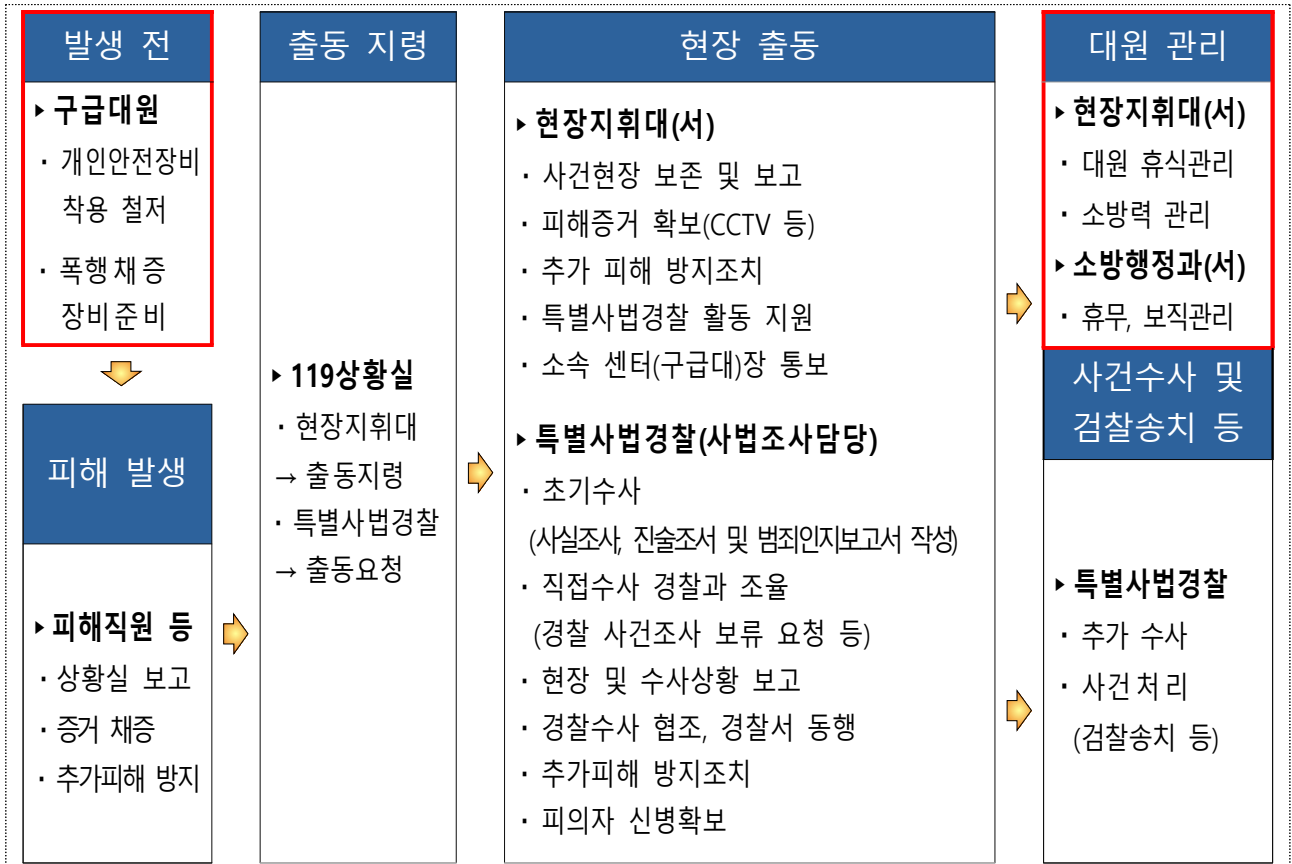 발생 전
▸구급대원
· 개인안전장비
착용 철저
· 폭행채증
장비준비
피해 발생
▸피해직원 등
· 상황실 보고
· 증거 채증
· 추가피해 방지
출동 지령
▸119상황실
· 현장지휘대
→ 출동지령
· 특별사법경찰
→ 출동요청
현장 출동
▸현장지휘대(서)
· 사건현장 보존 및 보고
· 피해증거 확보(CCTV 등)
· 추가 피해 방지조치
· 특별사법경찰 활동 지원
· 소속 센터(구급대)장 통보
▸특별사법경찰(사법조사담당)
· 초기수사
(사실조사, 진술조서 및 범죄인지보고서 작성)
· 직접수사 경찰과 조율
(경찰 사건조사 보류 요청 등)
· 현장 및 수사상황 보고
· 경찰수사 협조, 경찰서 동행
· 추가피해 방지조치
· 피의자 신병확보
대원 관리
▸현장지휘대(서)
· 대원 휴식관리
· 소방력 관리
▸소방행정과(서)
· 휴무, 보직관리
사건수사 및
검찰송치 등
▸특별사법경찰
· 추가 수사
· 사건처리
(검찰송치 등)